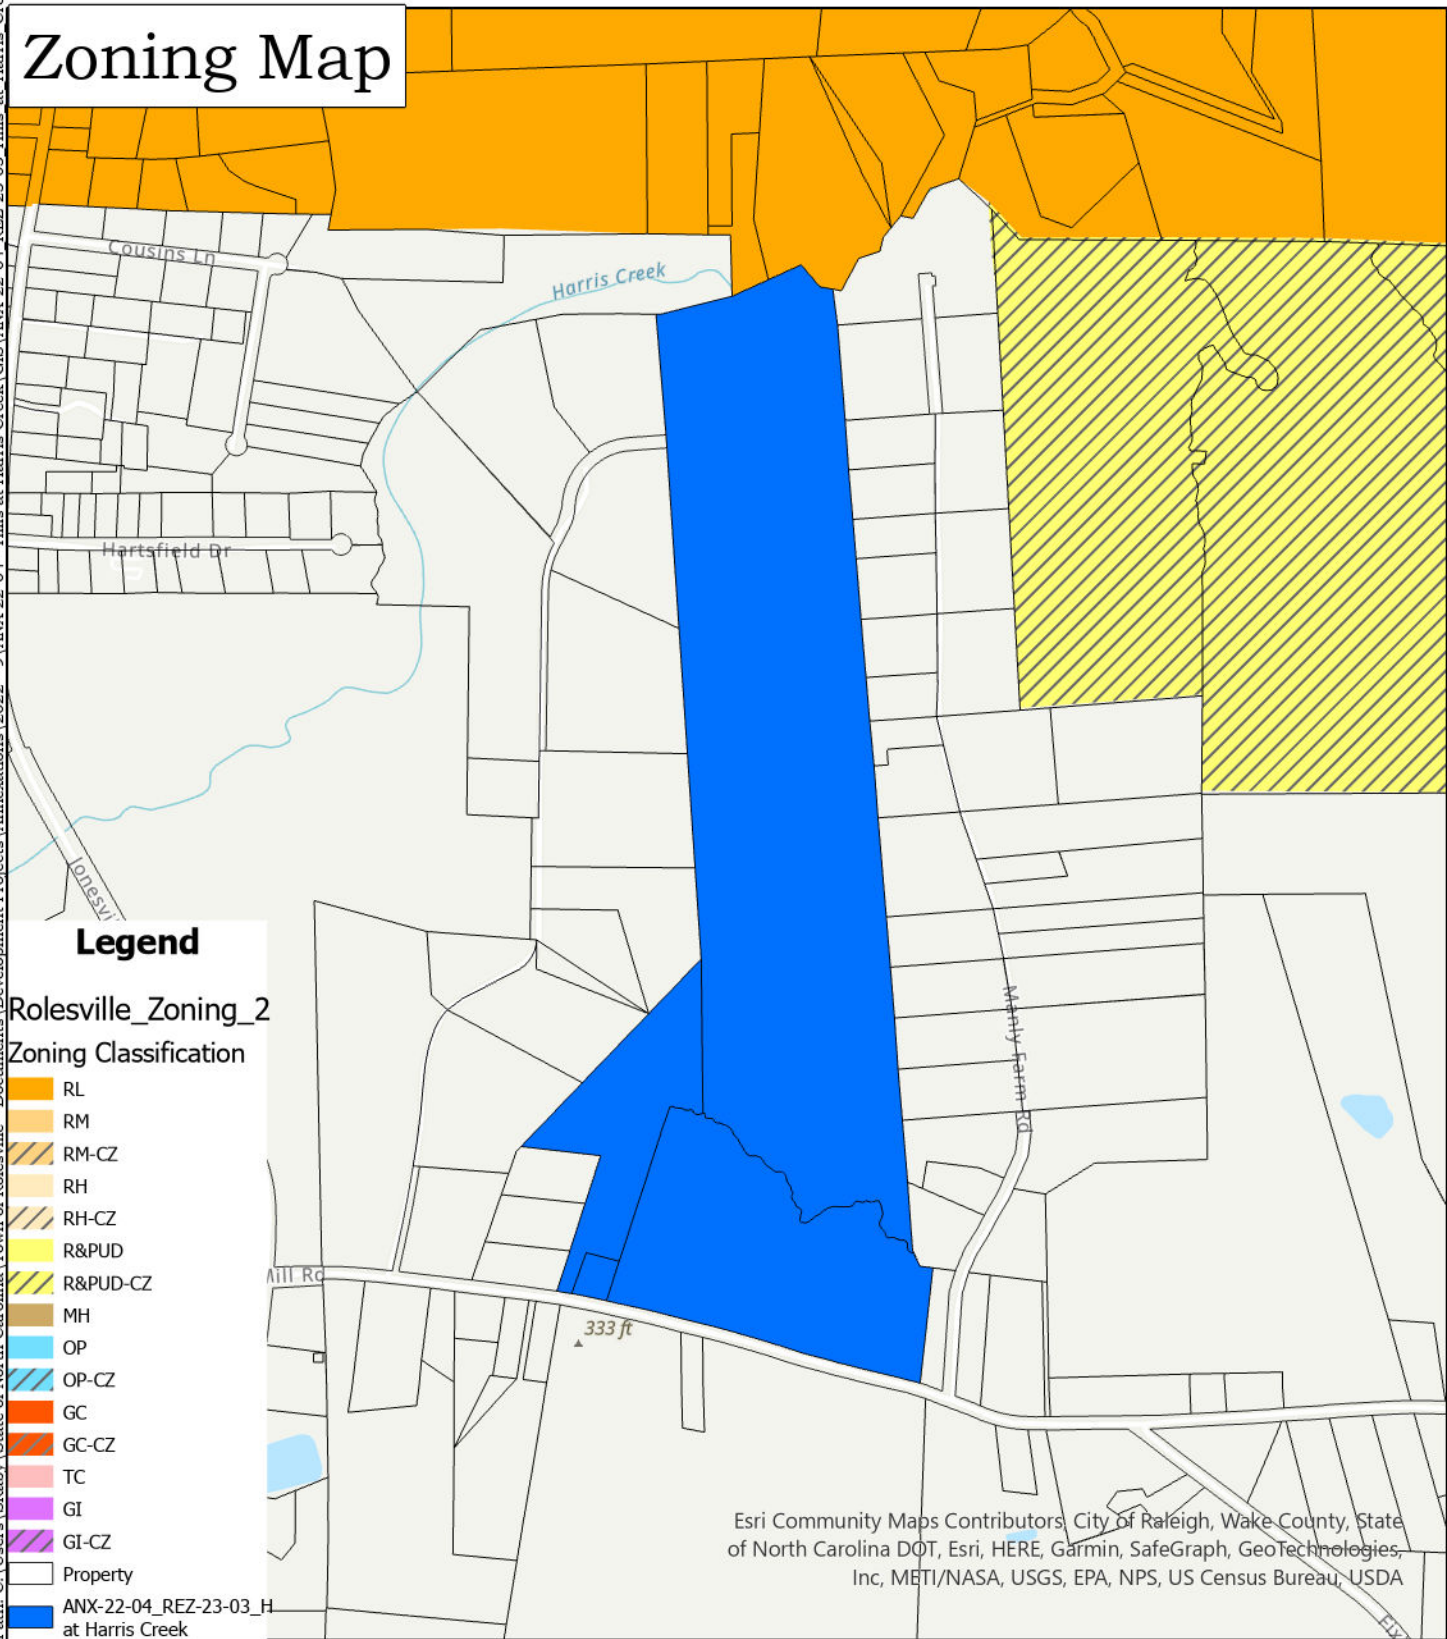 Zoning Map
Cousins Ln
Harris Creek
Hartsfield Dr
Manly Farm Rd
Mill Rd
333 ft
Legend
Rolesville_Zoning_2
Zoning Classification
RL
RM
RM-CZ
RH
RH-CZ
R&PUD
R&PUD-CZ
MH
OP
OP-CZ
GC
GC-CZ
TC
GI
GI-CZ
Property
ANX-22-04_REZ-23-03_H
at Harris Creek
Esri Community Maps Contributors, City of Raleigh, Wake County, State
of North Carolina DOT, Esri, HERE, Garmin, SafeGraph, GeoTechnologies,
Inc, METI/NASA, USGS, EPA, NPS, US Census Bureau, USDA